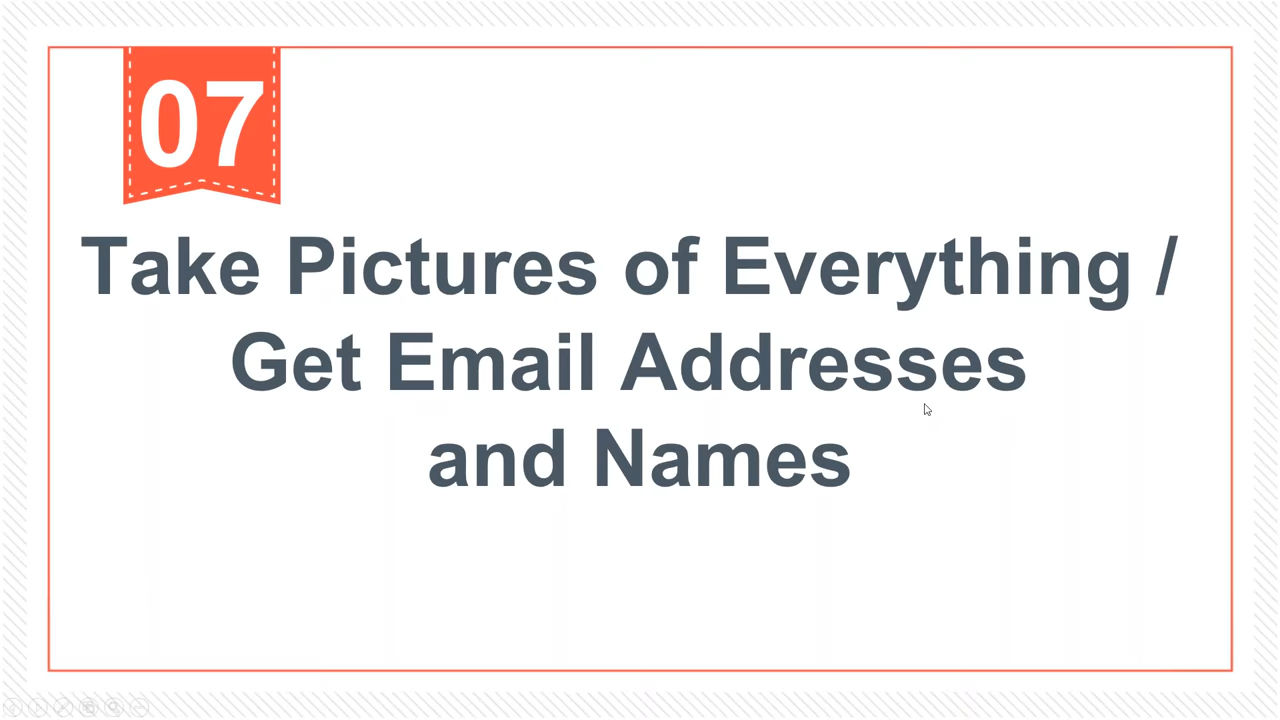 07
Take Pictures of Everything /
Get Email Addresses
and Names